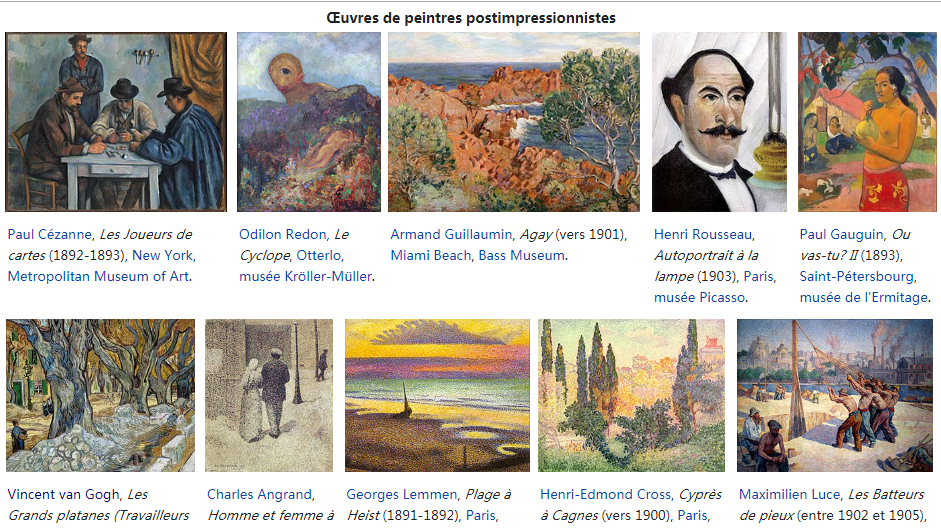 Œuvres de peintres postimpressionnistes
Paul Cézanne, Les Joueurs de
cartes (1892-1893), New York,
Metropolitan Museum of Art.
Odilon Redon, Le
Cyclope, Otterlo,
musée Kröller-Müller.
Armand Guillaumin, Agay (vers 1901),
Miami Beach, Bass Museum.
Henri Rousseau,
Autoportrait à la
lampe (1903), Paris,
musée Picasso.
Paul Gauguin, Ou
vas-tu? II (1893),
Saint-Pétersbourg,
musée de l'Ermitage.
Vincent van Gogh, Les
Grands platanes (Travailleurs
Charles Angrand,
Homme et femme à
Georges Lemmen, Plage à
Heist (1891-1892), Paris,
Henri-Edmond Cross, Cyprès
à Cagnes (vers 1900), Paris,
Maximilien Luce, Les Batteurs
de pieux (entre 1902 et 1905),